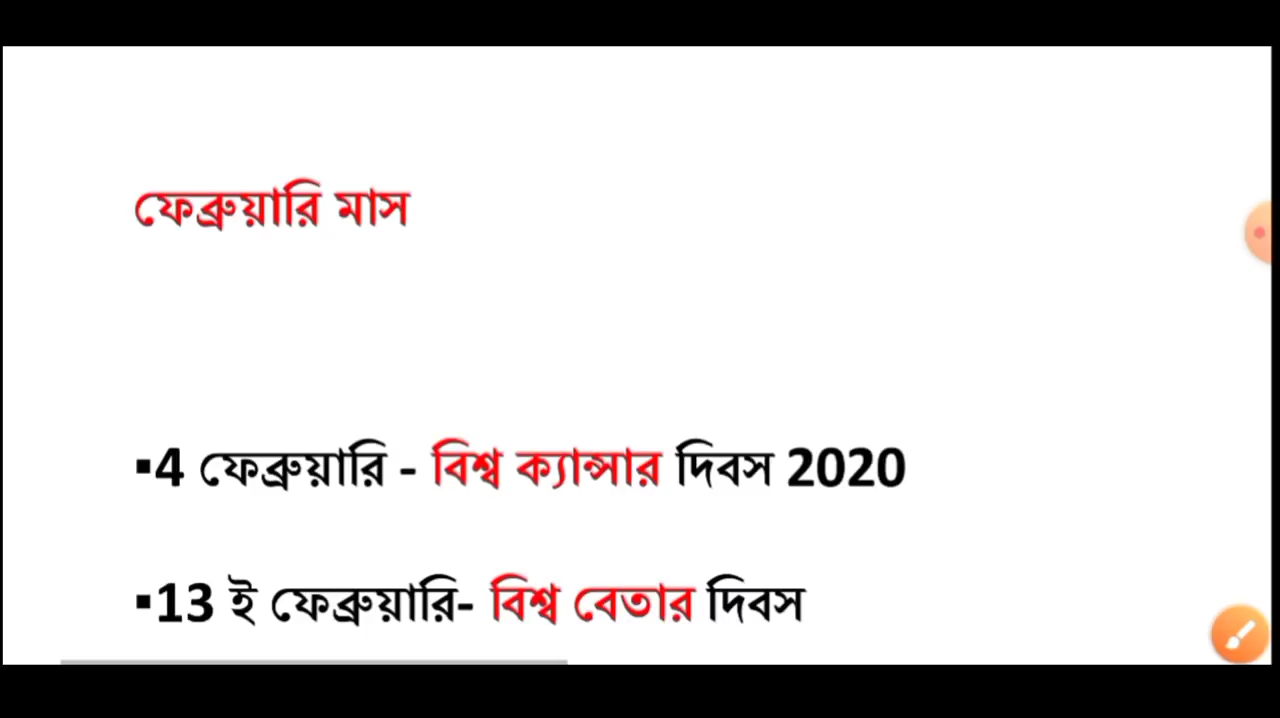 ফেব্রুয়ারি মাস
▪4 ফেব্রুয়ারি - বিশ্ব ক্যান্সার দিবস 2020
▪13 ই ফেব্রুয়ারি- বিশ্ব বেতার দিবস